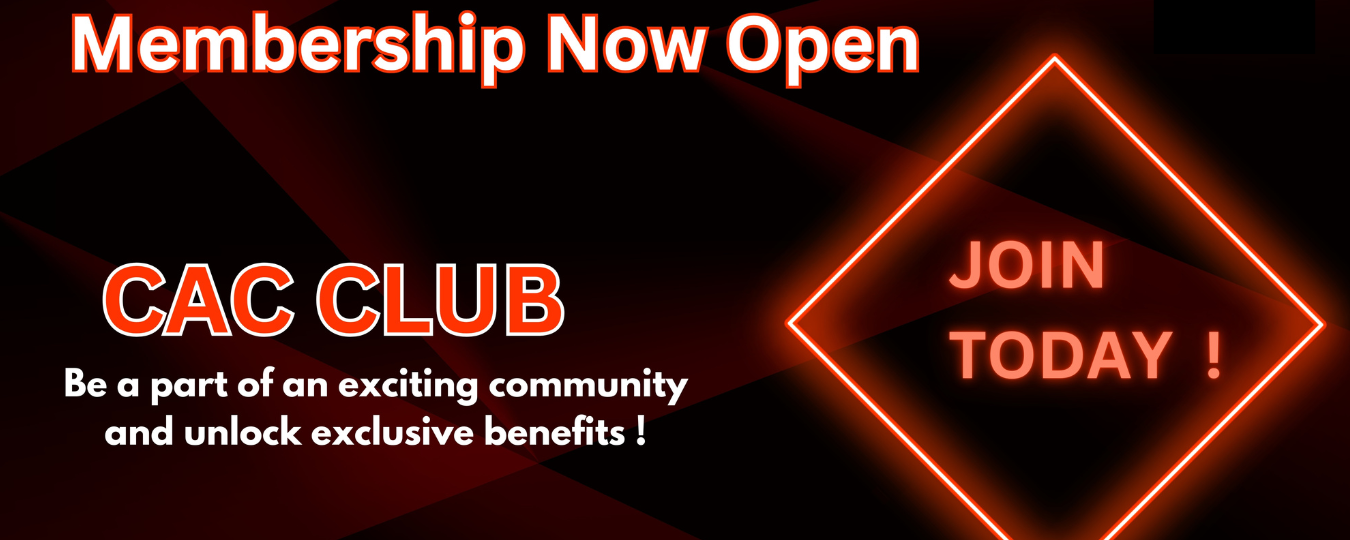 Membership Now Open
CAC CLUB
Be a part of an exciting community
and unlock exclusive benefits !
JOIN
TODAY !